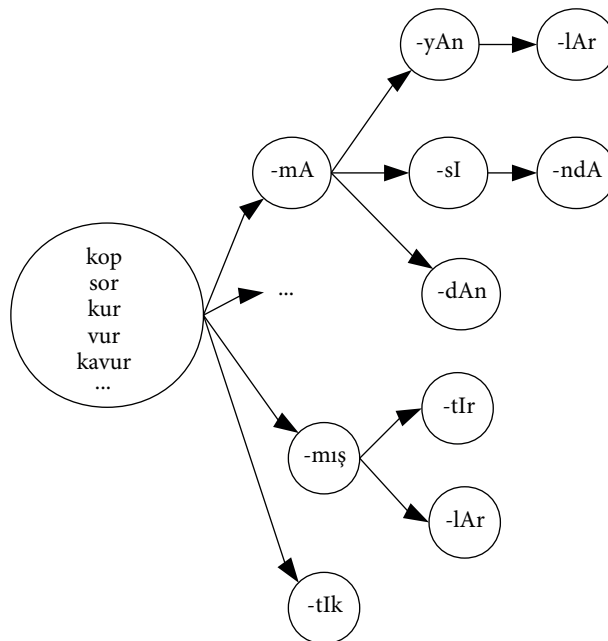 -yAn
-lAr
-mA
-sI
-ndA
kop
sor
kur
vur
kavur
...
...
-dAn
-tIr
-mış
-lAr
-tIk